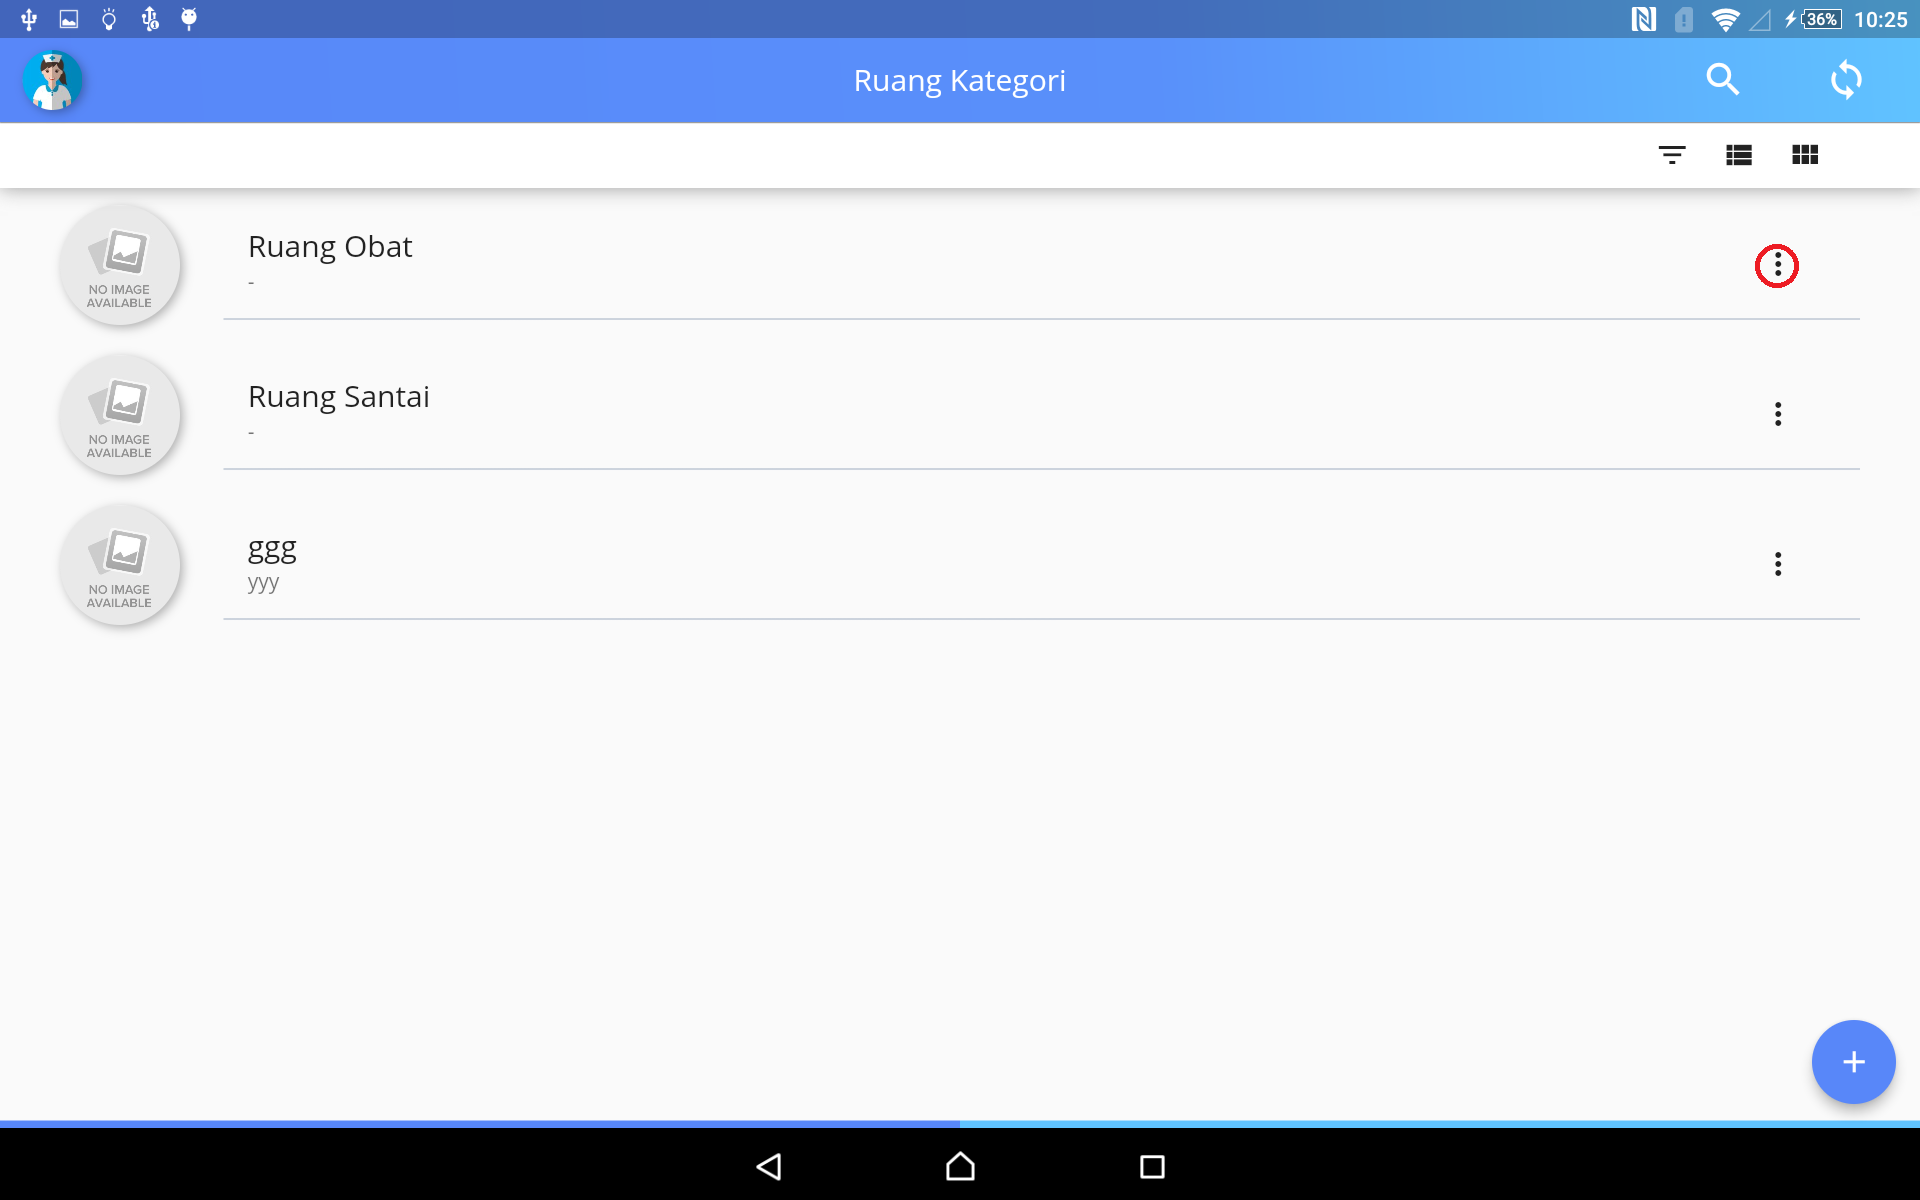 36% 10:25
Ruang Kategori
NO IMAGE
AVAILABLE
Ruang Obat
-
NO IMAGE
AVAILABLE
Ruang Santai
-
NO IMAGE
AVAILABLE
ggg
yyy